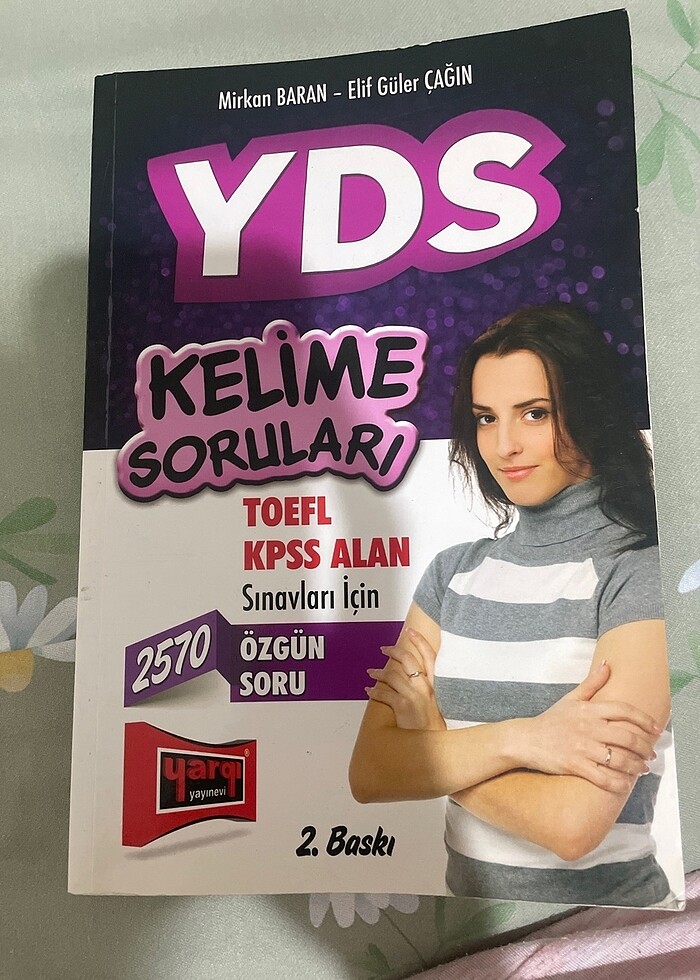 Mirkan BARAN – Elif Güler ÇAĞIN
YDS
KELİME
SORULARI
TOEFL
KPSS ALAN
Sınavları İçin
2570
ÖZGÜN
SORU
yargı
yayınevi
2. Baskı